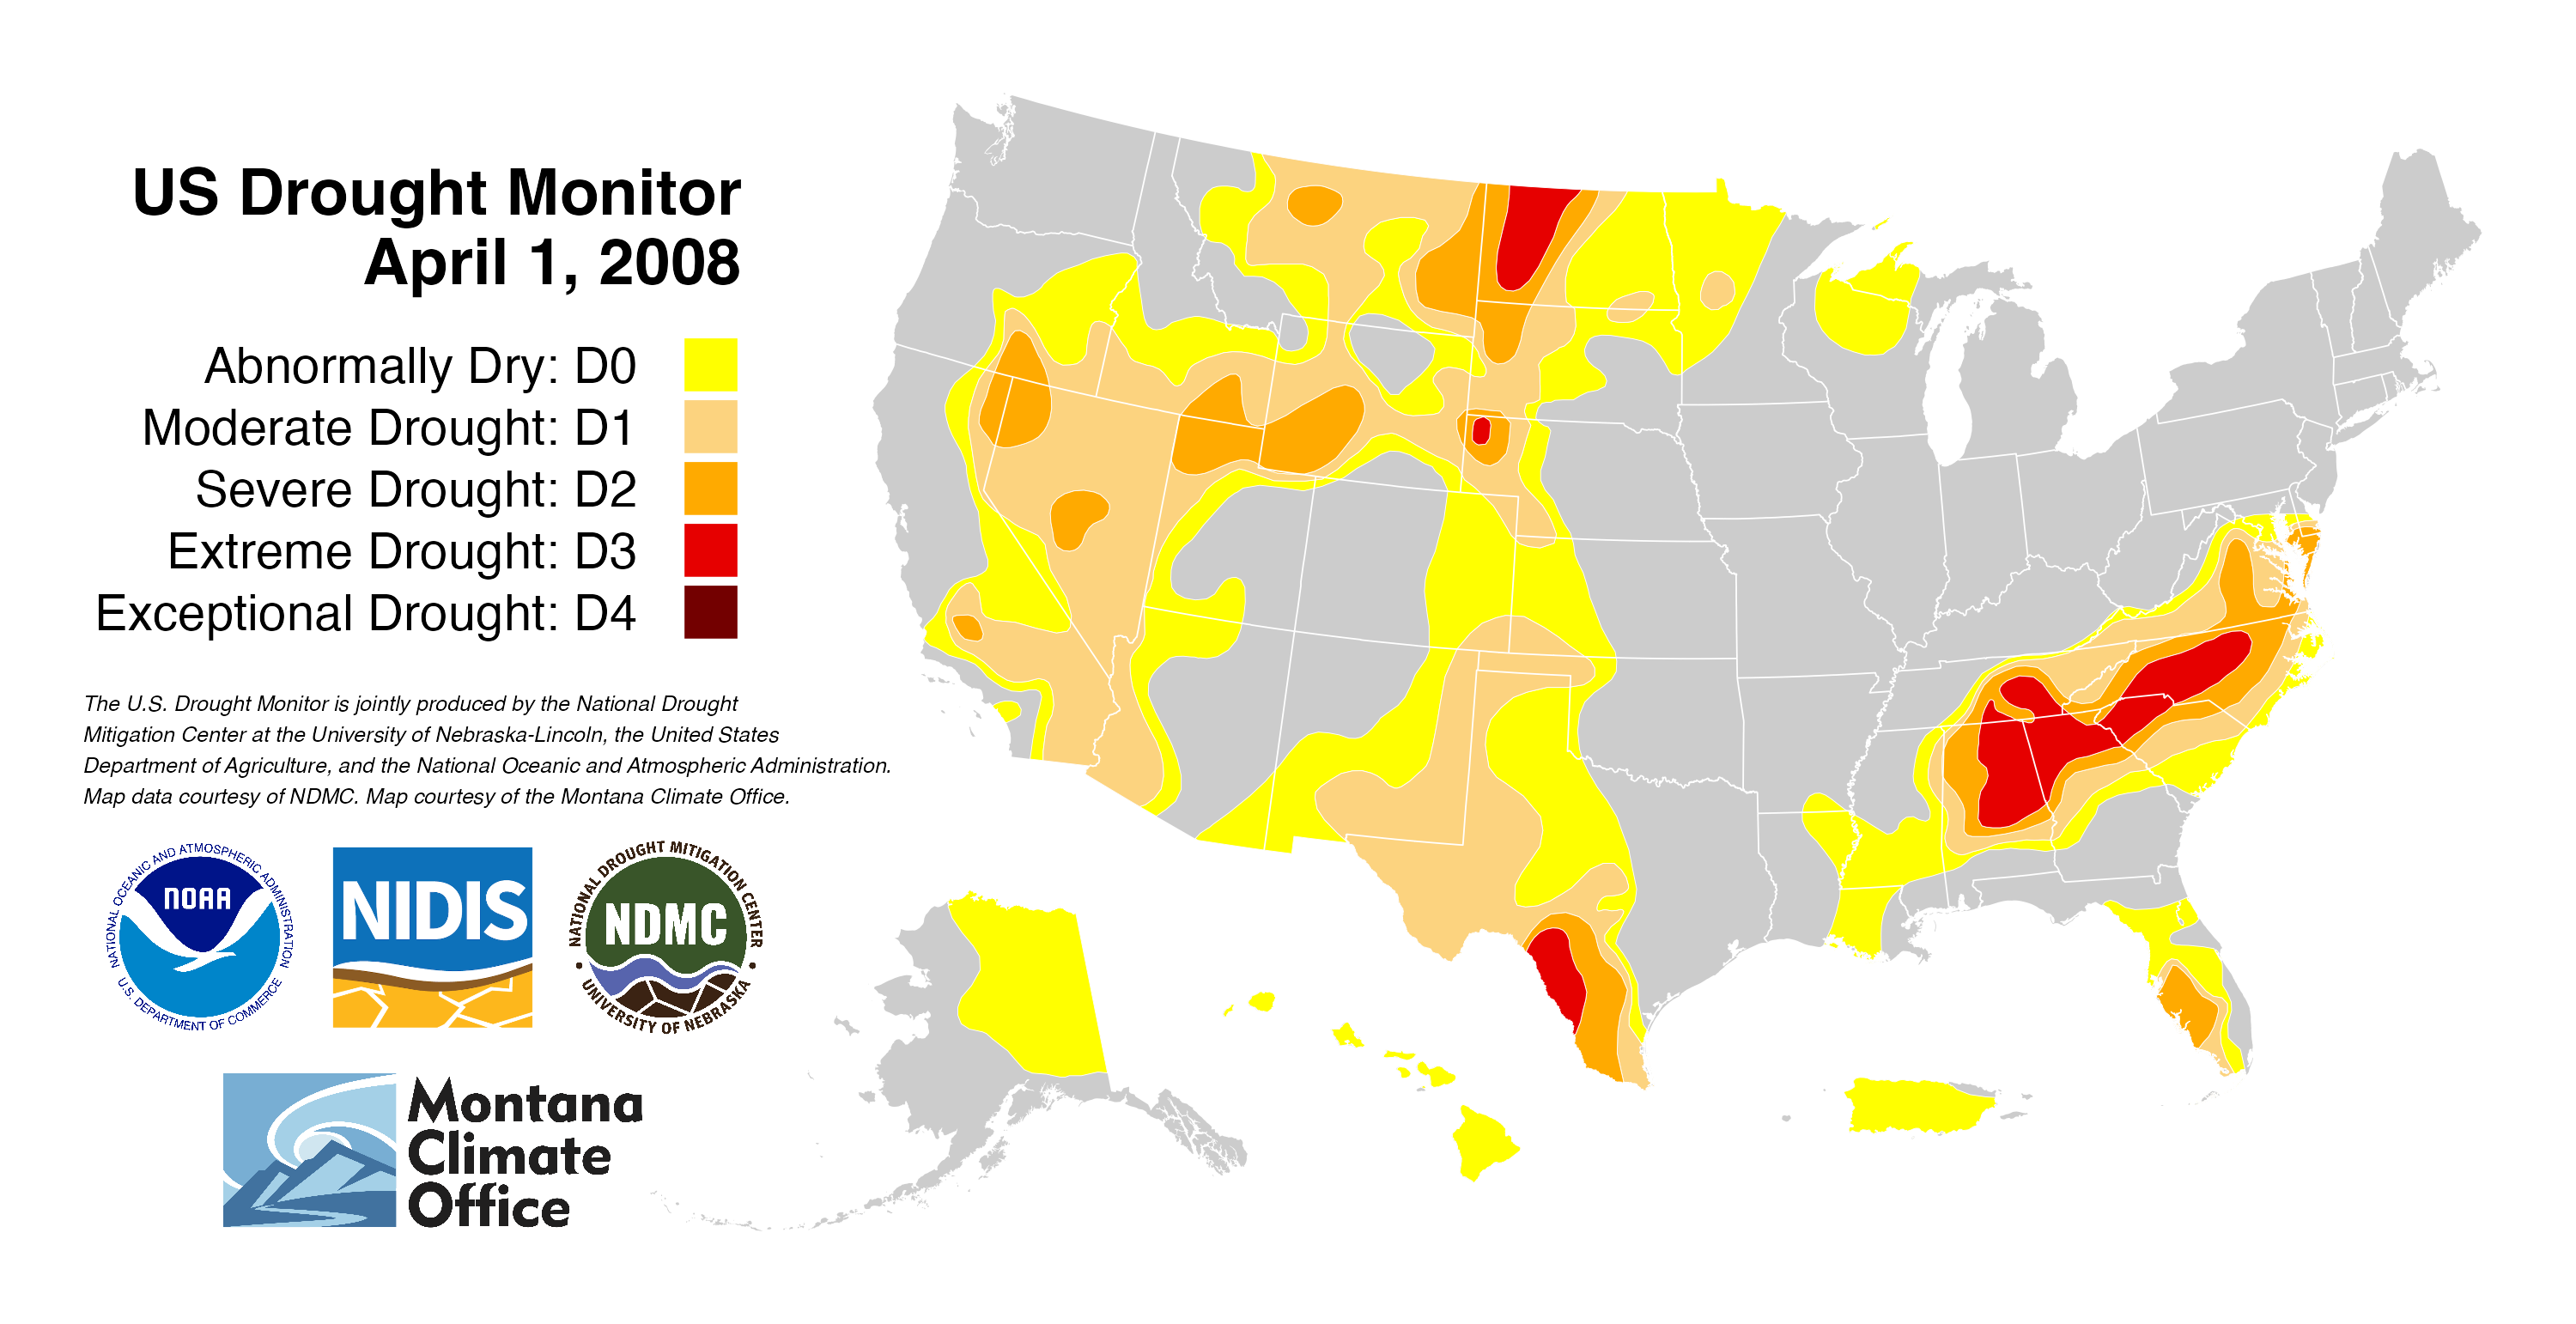 US Drought Monitor
April 1, 2008
Abnormally Dry: D0
Moderate Drought: D1
Severe Drought: D2
Extreme Drought: D3
Exceptional Drought: D4
The U.S. Drought Monitor is jointly produced by the National Drought
Mitigation Center at the University of Nebraska-Lincoln, the United States
Department of Agriculture, and the National Oceanic and Atmospheric Administration.
Map data courtesy of NDMC. Map courtesy of the Montana Climate Office.
NATIONAL OCEANIC AND ATMOSPHERIC ADMINISTRATION
NOAA
U.S. DEPARTMENT OF COMMERCE
NIDIS
NATIONAL DROUGHT MITIGATION CENTER
NDMC
UNIVERSITY OF NEBRASKA
Montana
Climate
Office